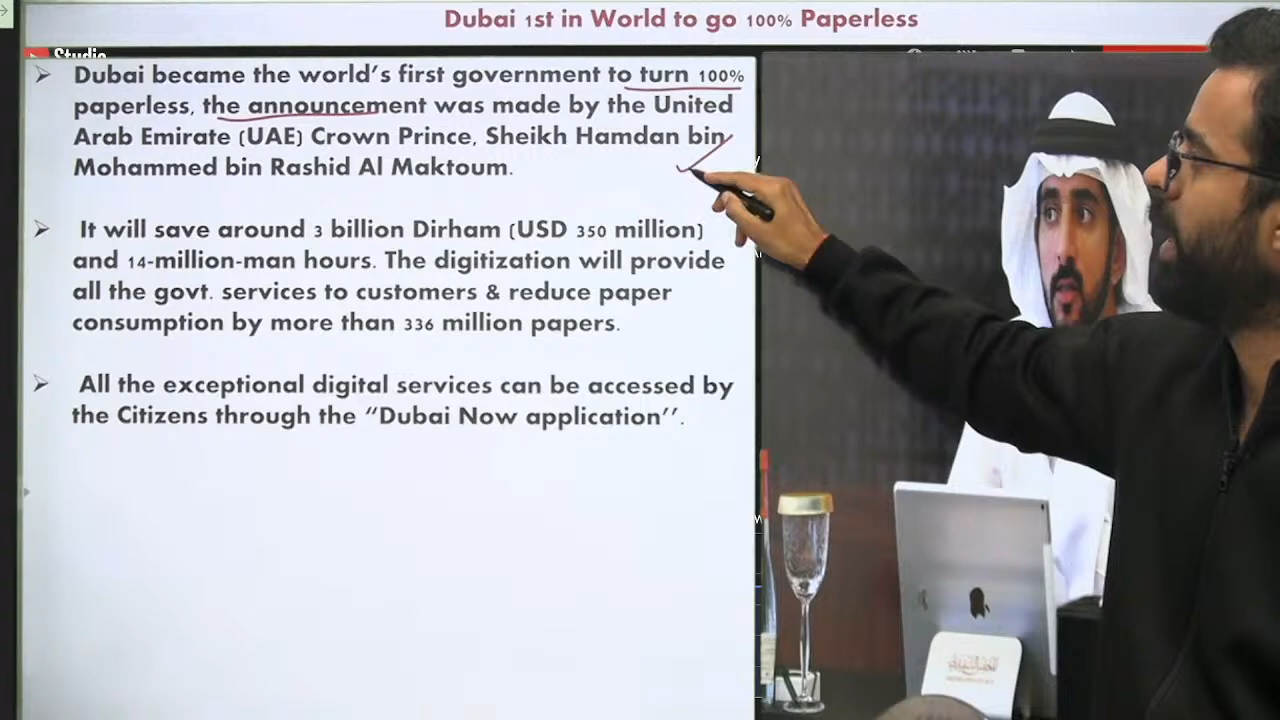 Dubai 1st in World to go 100% Paperless
Studio
➢ Dubai became the world's first government to turn 100%
paperless, the announcement was made by the United
Arab Emirate (UAE) Crown Prince, Sheikh Hamdan bin
Mohammed bin Rashid Al Maktoum.
➢ It will save around 3 billion Dirham (USD 350 million)
and 14-million-man hours. The digitization will provide
all the govt. services to customers & reduce paper
consumption by more than 336 million papers.
➢ All the exceptional digital services can be accessed by
the Citizens through the “Dubai Now application’’.